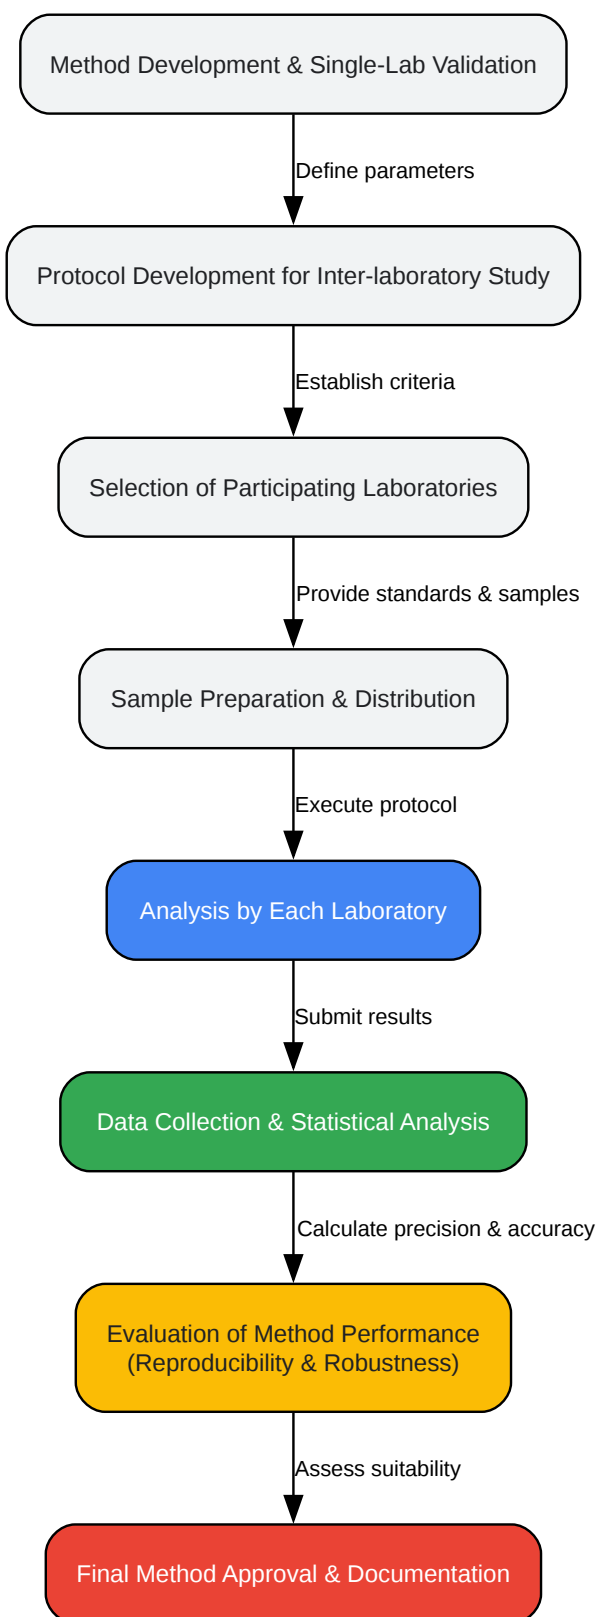 Method Development & Single-Lab Validation
Define parameters
Protocol Development for Inter-laboratory Study
Establish criteria
Selection of Participating Laboratories
Provide standards & samples
Sample Preparation & Distribution
Execute protocol
Analysis by Each Laboratory
Submit results
Data Collection & Statistical Analysis
Calculate precision & accuracy
Evaluation of Method Performance
(Reproducibility & Robustness)
Assess suitability
Final Method Approval & Documentation